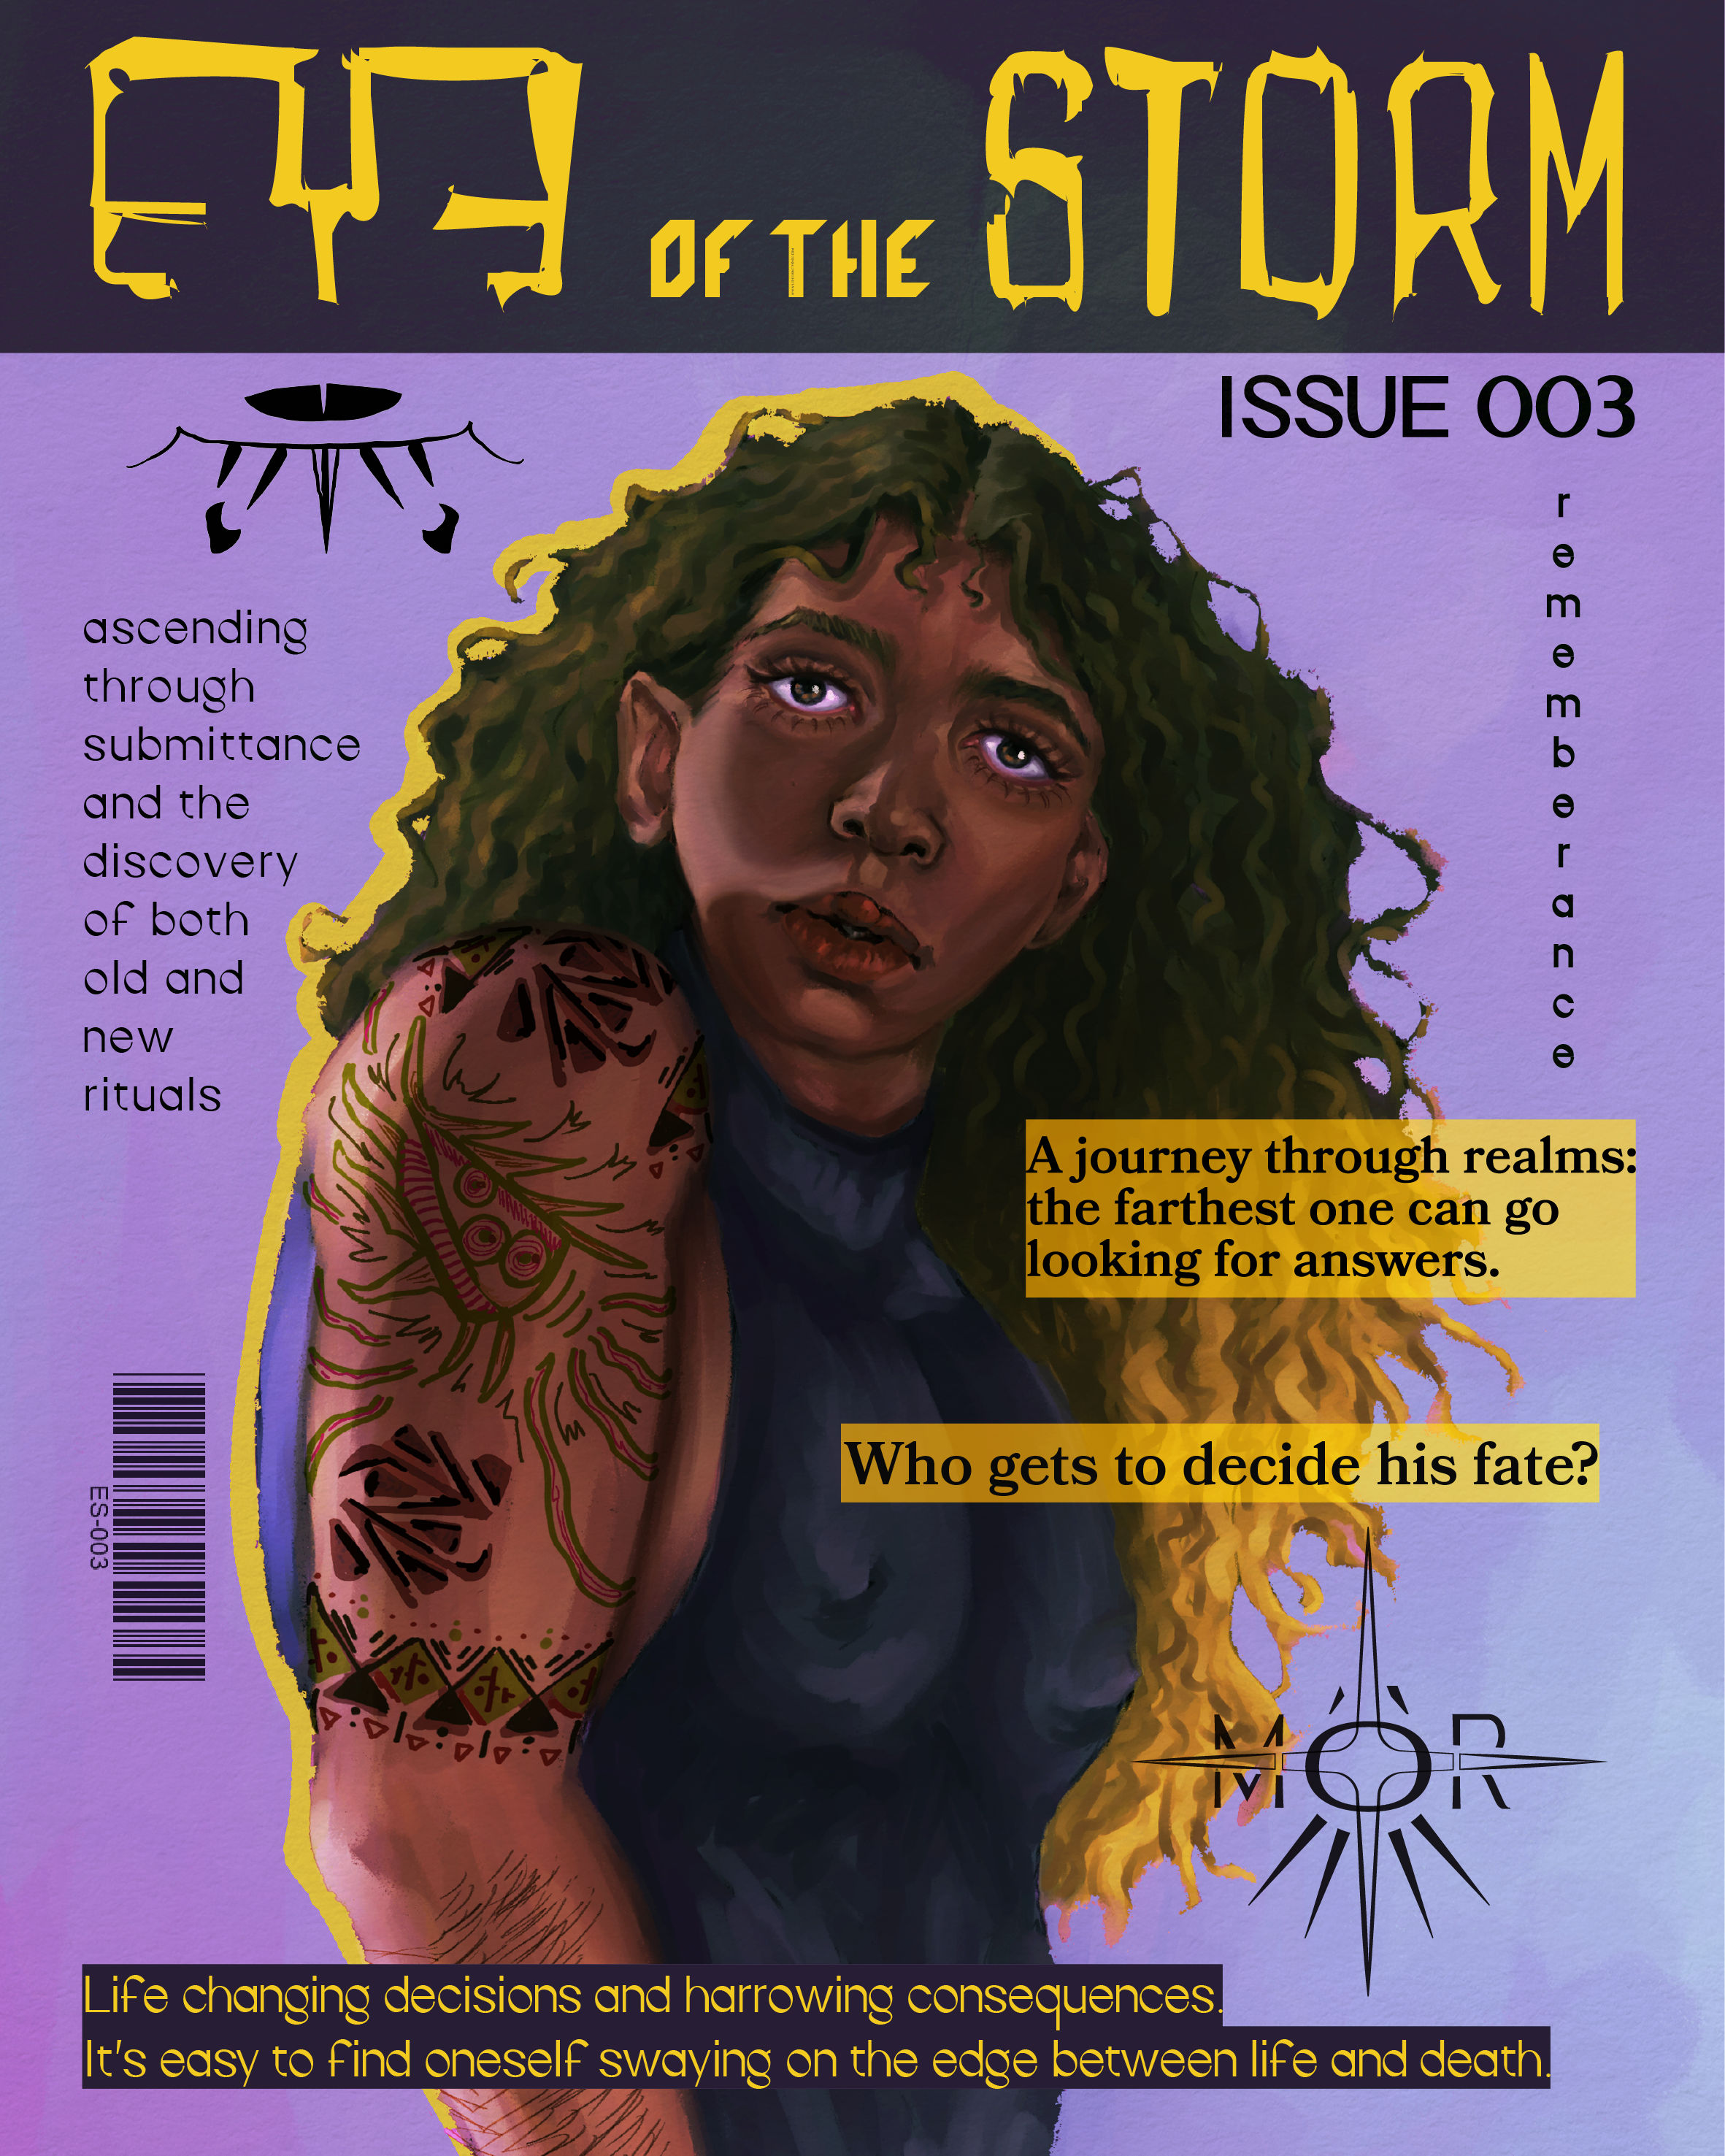 EYE OF THE STORM
ISSUE 003
rememberance
ascending
through
submittance
and the
discovery
of both
old and
new
rituals
A journey through realms:
the farthest one can go
looking for answers.
Who gets to decide his fate?
ES-003
MÓR
Life changing decisions and harrowing consequences.
It's easy to find oneself swaying on the edge between life and death.